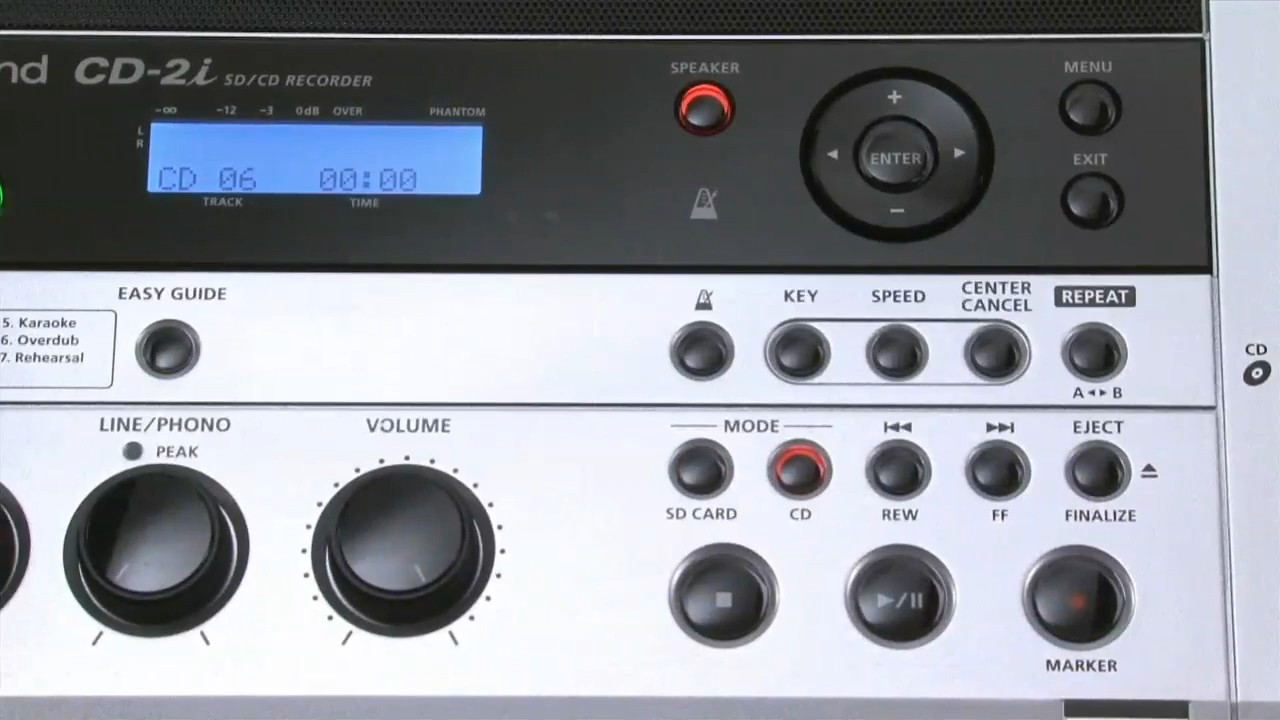 nd CD-2i SD/CD RECORDER
-∞ -12 -3 0dB OVER PHANTOM
L
R
CD 06 00:00
TRACK TIME
SPEAKER
+
ENTER
−
MENU
EXIT
EASY GUIDE
5. Karaoke
6. Overdub
7. Rehearsal
KEY SPEED CENTER CANCEL REPEAT
A◄►B
CD
LINE/PHONO
PEAK
VOLUME
MODE
EJECT
SD CARD CD REW FF FINALIZE
MARKER